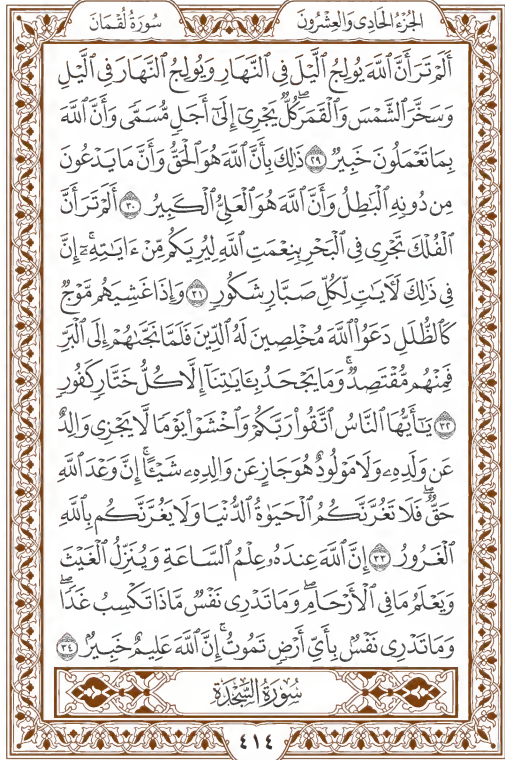 سُورَةُ لُقْمَانَ
الجُزْءُ الحَادِى وَالعِشْرُونَ
أَلَمْ تَرَ أَنَّ ٱللَّهَ يُولِجُ ٱلَّيْلَ فِى ٱلنَّهَارِ وَيُولِجُ ٱلنَّهَارَ فِى ٱلَّيْلِ
وَسَخَّرَ ٱلشَّمْسَ وَٱلْقَمَرَۖ كُلٌّ يَجْرِىٓ إِلَىٰٓ أَجَلٍ مُّسَمًّى وَأَنَّ ٱللَّهَ
بِمَا تَعْمَلُونَ خَبِيرٌ ٢٩ ذَٰلِكَ بِأَنَّ ٱللَّهَ هُوَ ٱلْحَقُّ وَأَنَّ مَا يَدْعُونَ
مِن دُونِهِ ٱلْبَٰطِلُ وَأَنَّ ٱللَّهَ هُوَ ٱلْعَلِىُّ ٱلْكَبِيرُ ٣٠ أَلَمْ تَرَ أَنَّ
ٱلْفُلْكَ تَجْرِى فِى ٱلْبَحْرِ بِنِعْمَتِ ٱللَّهِ لِيُرِيَكُم مِّنْ ءَايَٰتِهِۦٓۚ إِنَّ
فِى ذَٰلِكَ لَءَايَٰتٍ لِّكُلِّ صَبَّارٍ شَكُورٍ ٣١ وَإِذَا غَشِيَهُم مَّوْجٌ
كَٱلظُّلَلِ دَعَوُا۟ ٱللَّهَ مُخْلِصِينَ لَهُ ٱلدِّينَ فَلَمَّا نَجَّىٰهُمْ إِلَى ٱلْبَرِّ
فَمِنْهُم مُّقْتَصِدٌۚ وَمَا يَجْحَدُ بِـَٔايَٰتِنَآ إِلَّا كُلُّ خَتَّارٍ كَفُورٍ
٣٢ يَٰٓأَيُّهَا ٱلنَّاسُ ٱتَّقُوا۟ رَبَّكُمْ وَٱخْشَوْا۟ يَوْمًا لَّا يَجْزِى وَالِدٌ
عَن وَلَدِهِۦ وَلَا مَوْلُودٌ هُوَ جَازٍ عَن وَالِدِهِۦ شَيْـًٔاۚ إِنَّ وَعْدَ ٱللَّهِ
حَقٌّۖ فَلَا تَغُرَّنَّكُمُ ٱلْحَيَوٰةُ ٱلدُّنْيَا وَلَا يَغُرَّنَّكُم بِٱللَّهِ
ٱلْغَرُورُ ٣٣ إِنَّ ٱللَّهَ عِندَهُۥ عِلْمُ ٱلسَّاعَةِ وَيُنَزِّلُ ٱلْغَيْثَ
وَيَعْلَمُ مَا فِى ٱلْأَرْحَامِۖ وَمَا تَدْرِى نَفْسٌ مَّاذَا تَكْسِبُ غَدًاۖ
وَمَا تَدْرِى نَفْسٌۢ بِأَىِّ أَرْضٍ تَمُوتُۚ إِنَّ ٱللَّهَ عَلِيمٌ خَبِيرٌۢ ٣٤
سُورَةُ السَّجْدَةِ
٤١٤